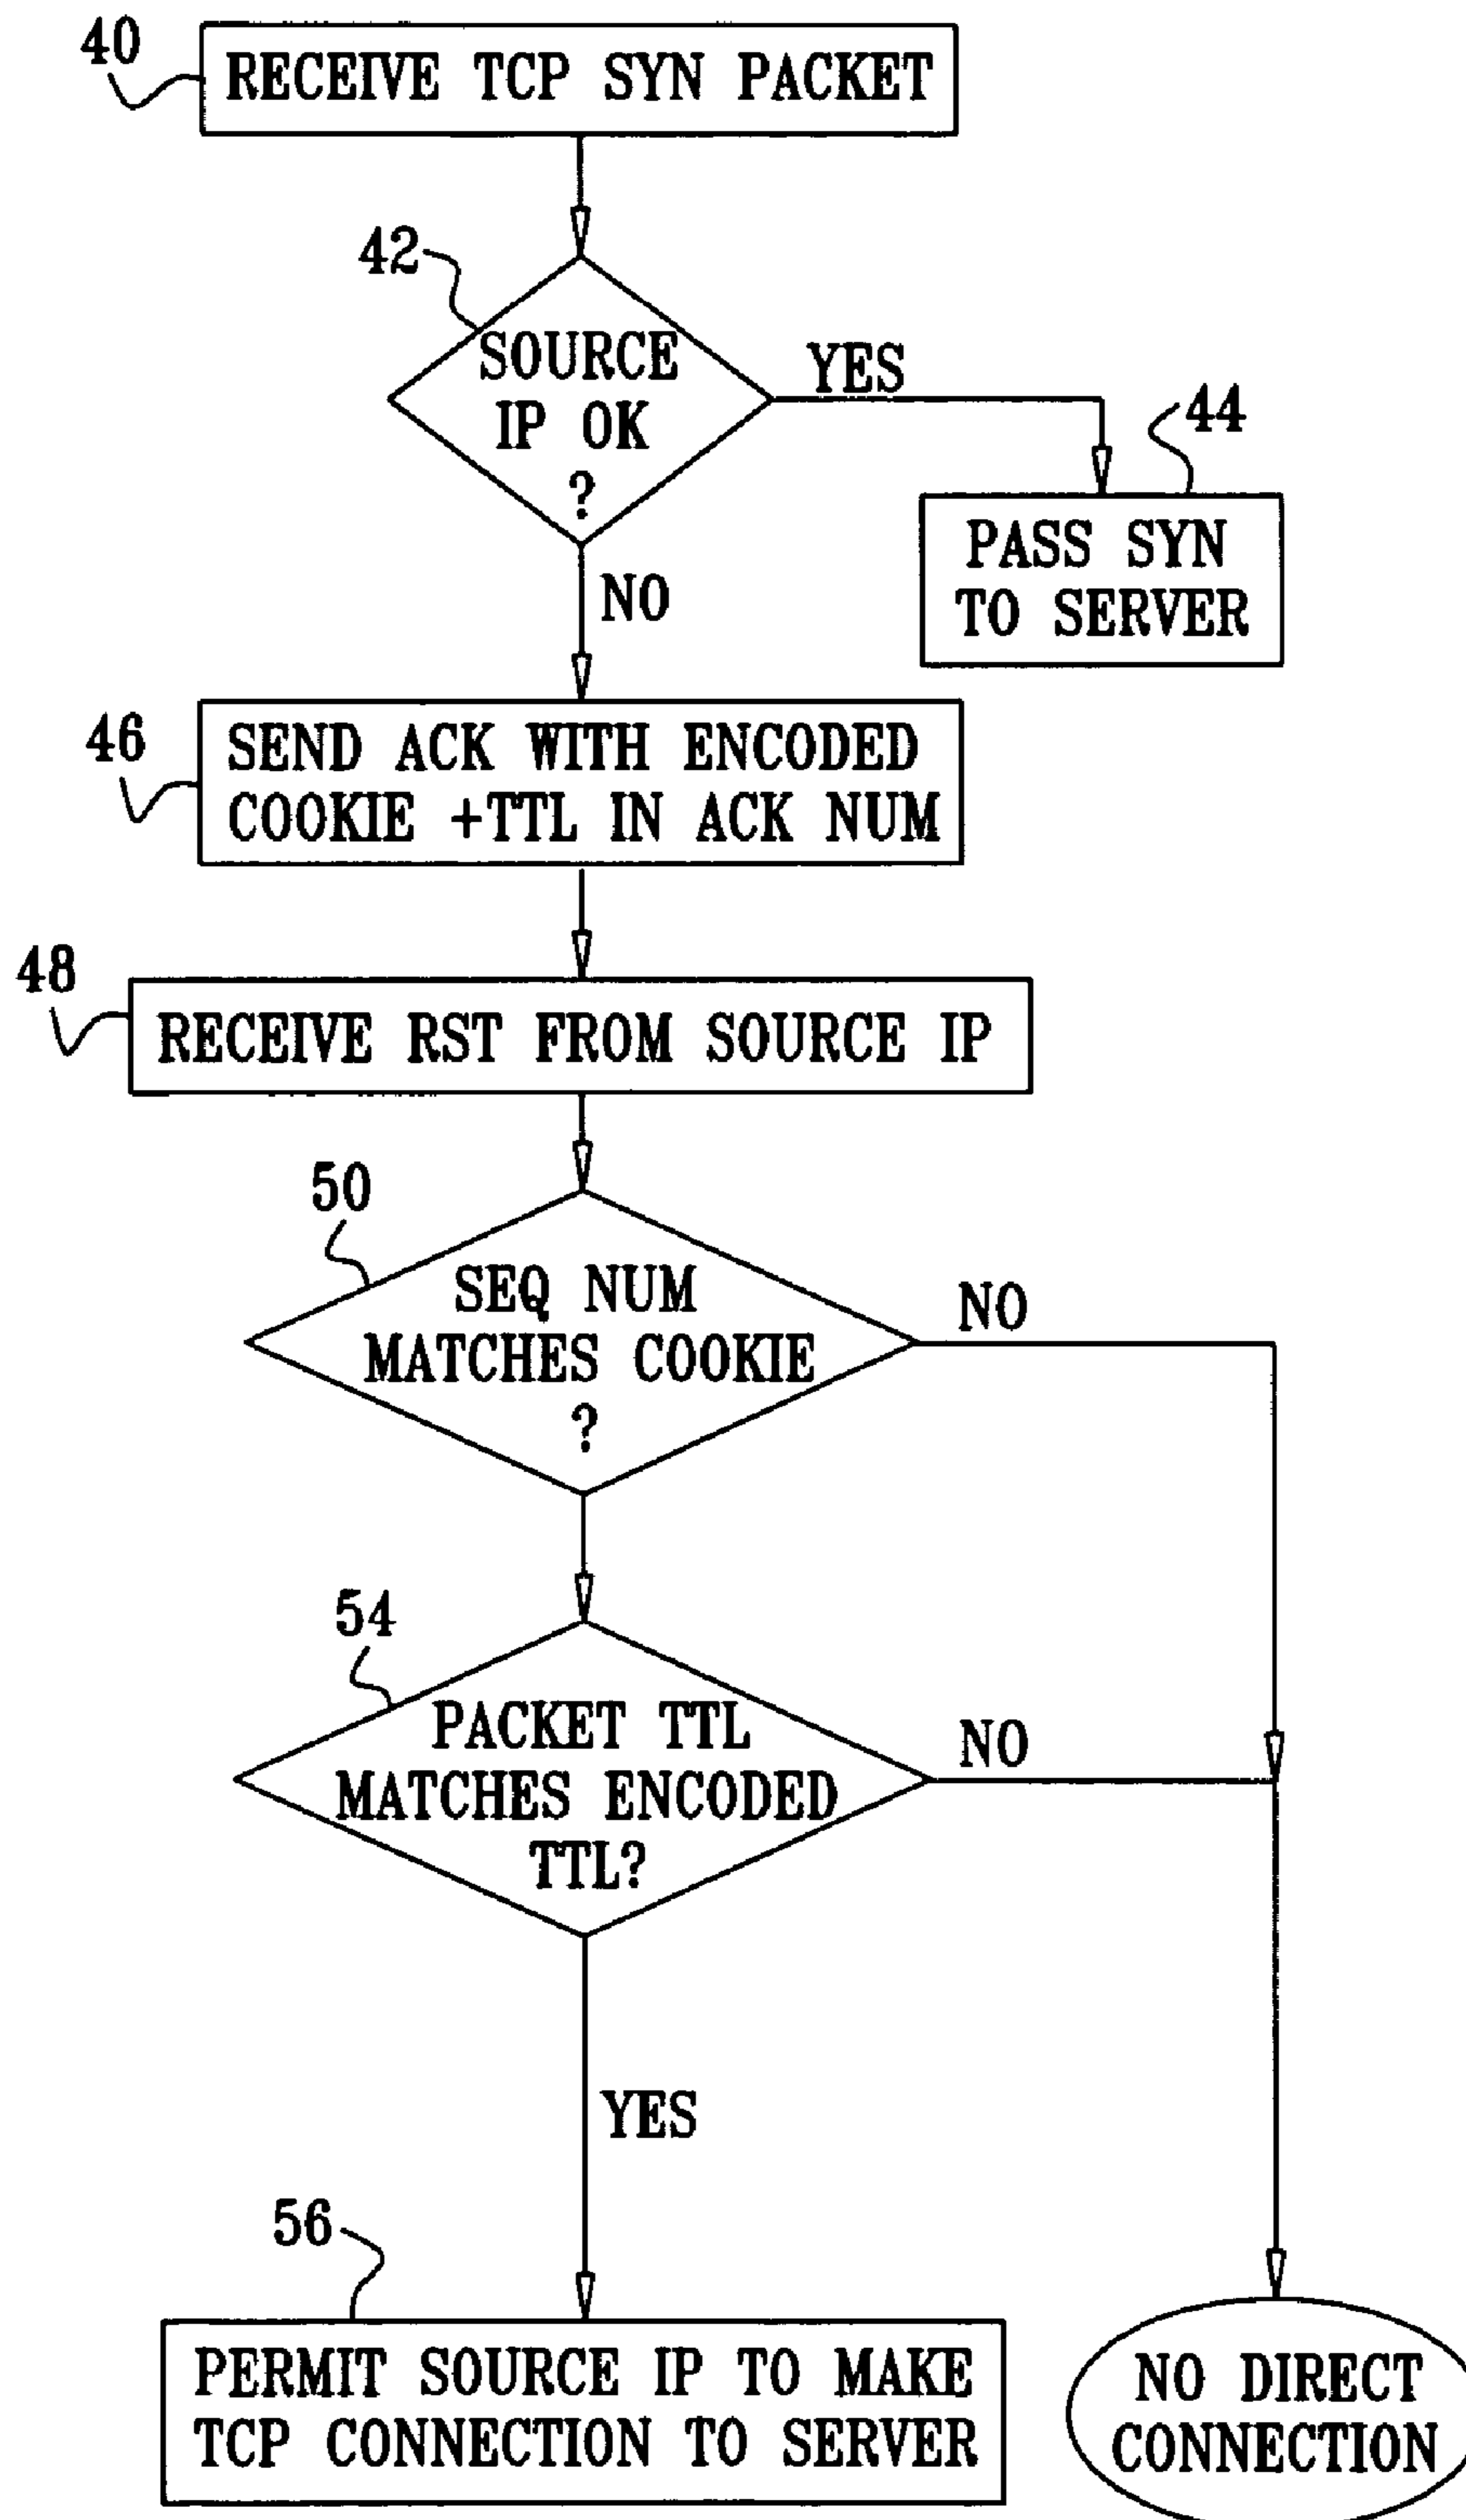 40
RECEIVE TCP SYN PACKET
42
SOURCE
IP OK
?
YES
44
PASS SYN
TO SERVER
NO
46
SEND ACK WITH ENCODED
COOKIE +TTL IN ACK NUM
48
RECEIVE RST FROM SOURCE IP
50
SEQ NUM
MATCHES COOKIE
?
NO
54
PACKET TTL
MATCHES ENCODED
TTL?
NO
YES
56
PERMIT SOURCE IP TO MAKE
TCP CONNECTION TO SERVER
NO DIRECT
CONNECTION